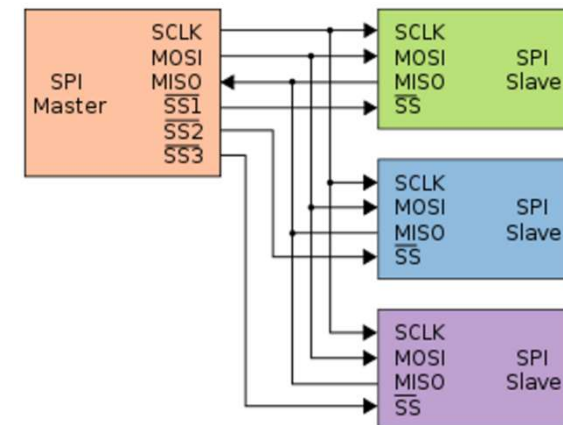 SPI
Master
SCLK
MOSI
MISO
SS1
SS2
SS3
SCLK
MOSI
MISO
SS
SPI
Slave
SCLK
MOSI
MISO
SS
SPI
Slave
SCLK
MOSI
MISO
SS
SPI
Slave